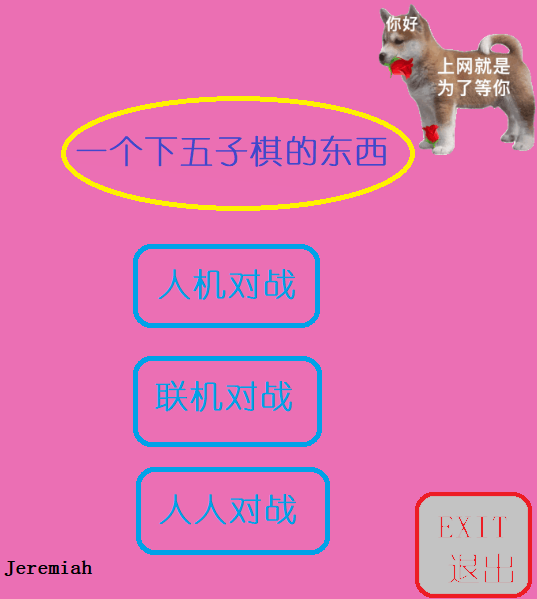 你好
上网就是
为了等你
一个下五子棋的东西
人机对战
联机对战
人人对战
EXIT
退出
Jeremiah